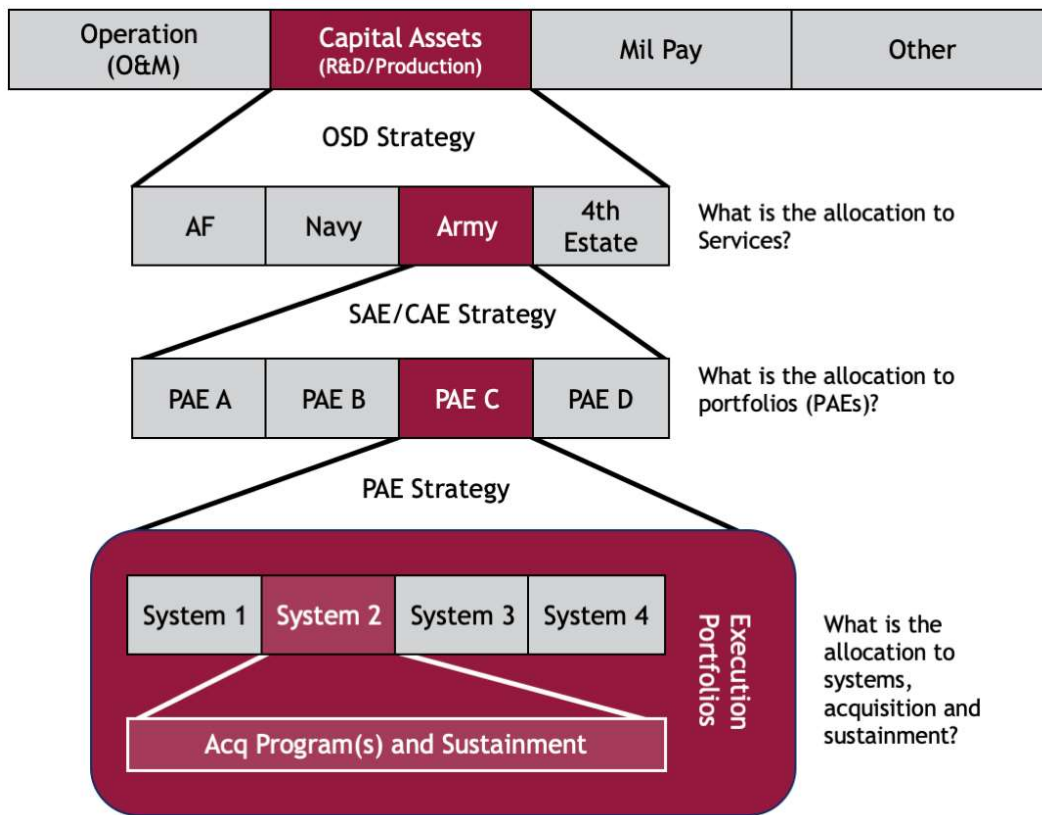 Operation
(O&M)
Capital Assets
(R&D/Production)
Mil Pay
Other
OSD Strategy
AF
Navy
Army
4th
Estate
What is the allocation to
Services?
SAE/CAE Strategy
PAE A
PAE B
PAE C
PAE D
What is the allocation to
portfolios (PAEs)?
PAE Strategy
System 1
System 2
System 3
System 4
Execution
Portfolios
Acq Program(s) and Sustainment
What is the
allocation to
systems,
acquisition and
sustainment?